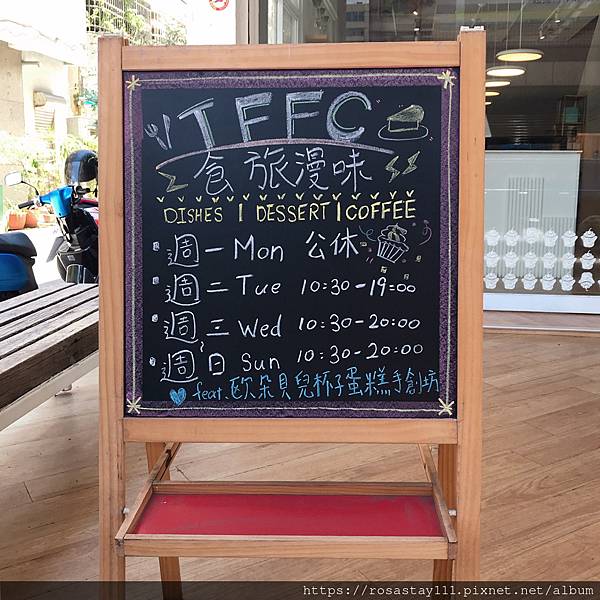 IFFC
食旅漫味
DISHES | DESSERT | COFFEE
週一 Mon 公休
週二 Tue 10:30-19:00
週三 Wed 10:30-20:00
週日 Sun 10:30-20:00
feat. 歐朵貝兒杯子蛋糕手創坊
https://rosastay111.pixnet.net/album